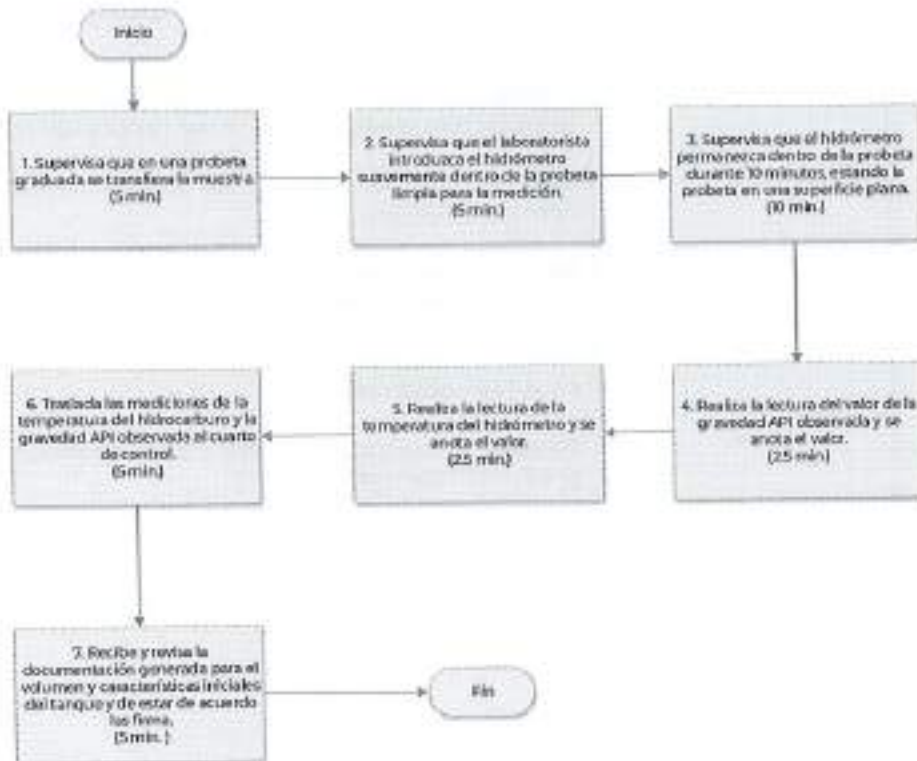 Inicio
1. Supervisa que en una probeta
graduada se transfiera la muestra.
(5 min.)
2. Supervisa que el laboratorista
introduzca el hidrómetro
suavemente dentro de la probeta
limpia para la medición.
(5 min.)
3. Supervisa que el hidrómetro
permanezca dentro de la probeta
durante 10 minutos, estando la
probeta en una superficie plana.
(10 min.)
4. Realiza la lectura del valor de la
gravedad API observada y se
anota el valor.
(2.5 min.)
5. Realiza la lectura de la
temperatura del hidrómetro y se
anota el valor.
(2.5 min.)
6. Traslada las mediciones de la
temperatura del hidrocarburo y la
gravedad API observada al cuarto
de control.
(5 min.)
7. Recibe y revisa la
documentación generada para el
volumen y características iniciales
del tanque y de estar de acuerdo
las firma.
(5 min. )
Fin